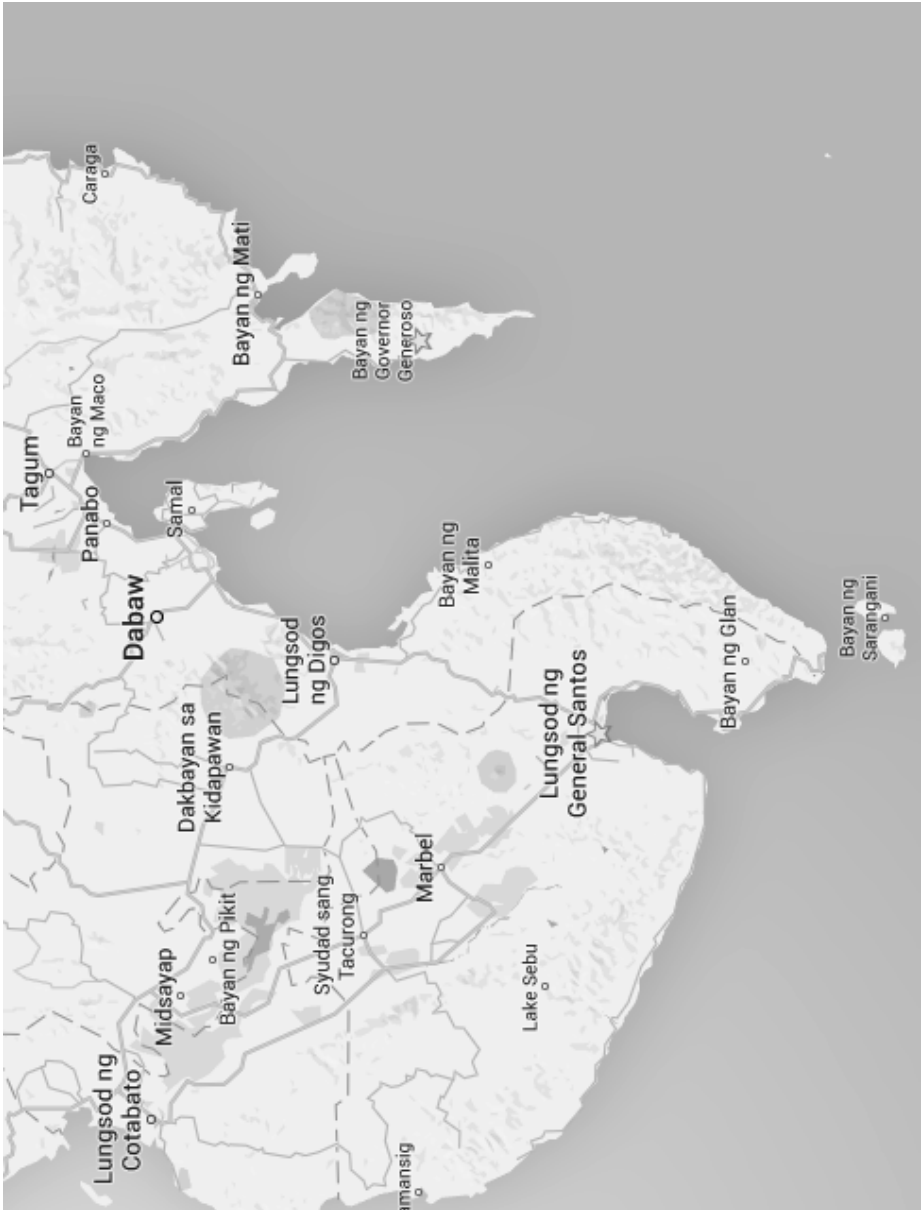 Tagum
Bayan
ng Maco
Caraga
Panabo
Lungsod ng
Cotabato
Dabaw
Midsayap
Samal
Dakbayan sa
Kidapawan
Bayan ng Pikit
Bayan ng Mati
Lungsod
ng Digos
Syudad sang
Tacurong
Bayan ng
Governor
Generoso
amansig
Marbel
Bayan ng
Malita
Lake Sebu
Lungsod ng
General Santos
Bayan ng Glan
Bayan ng
Sarangani